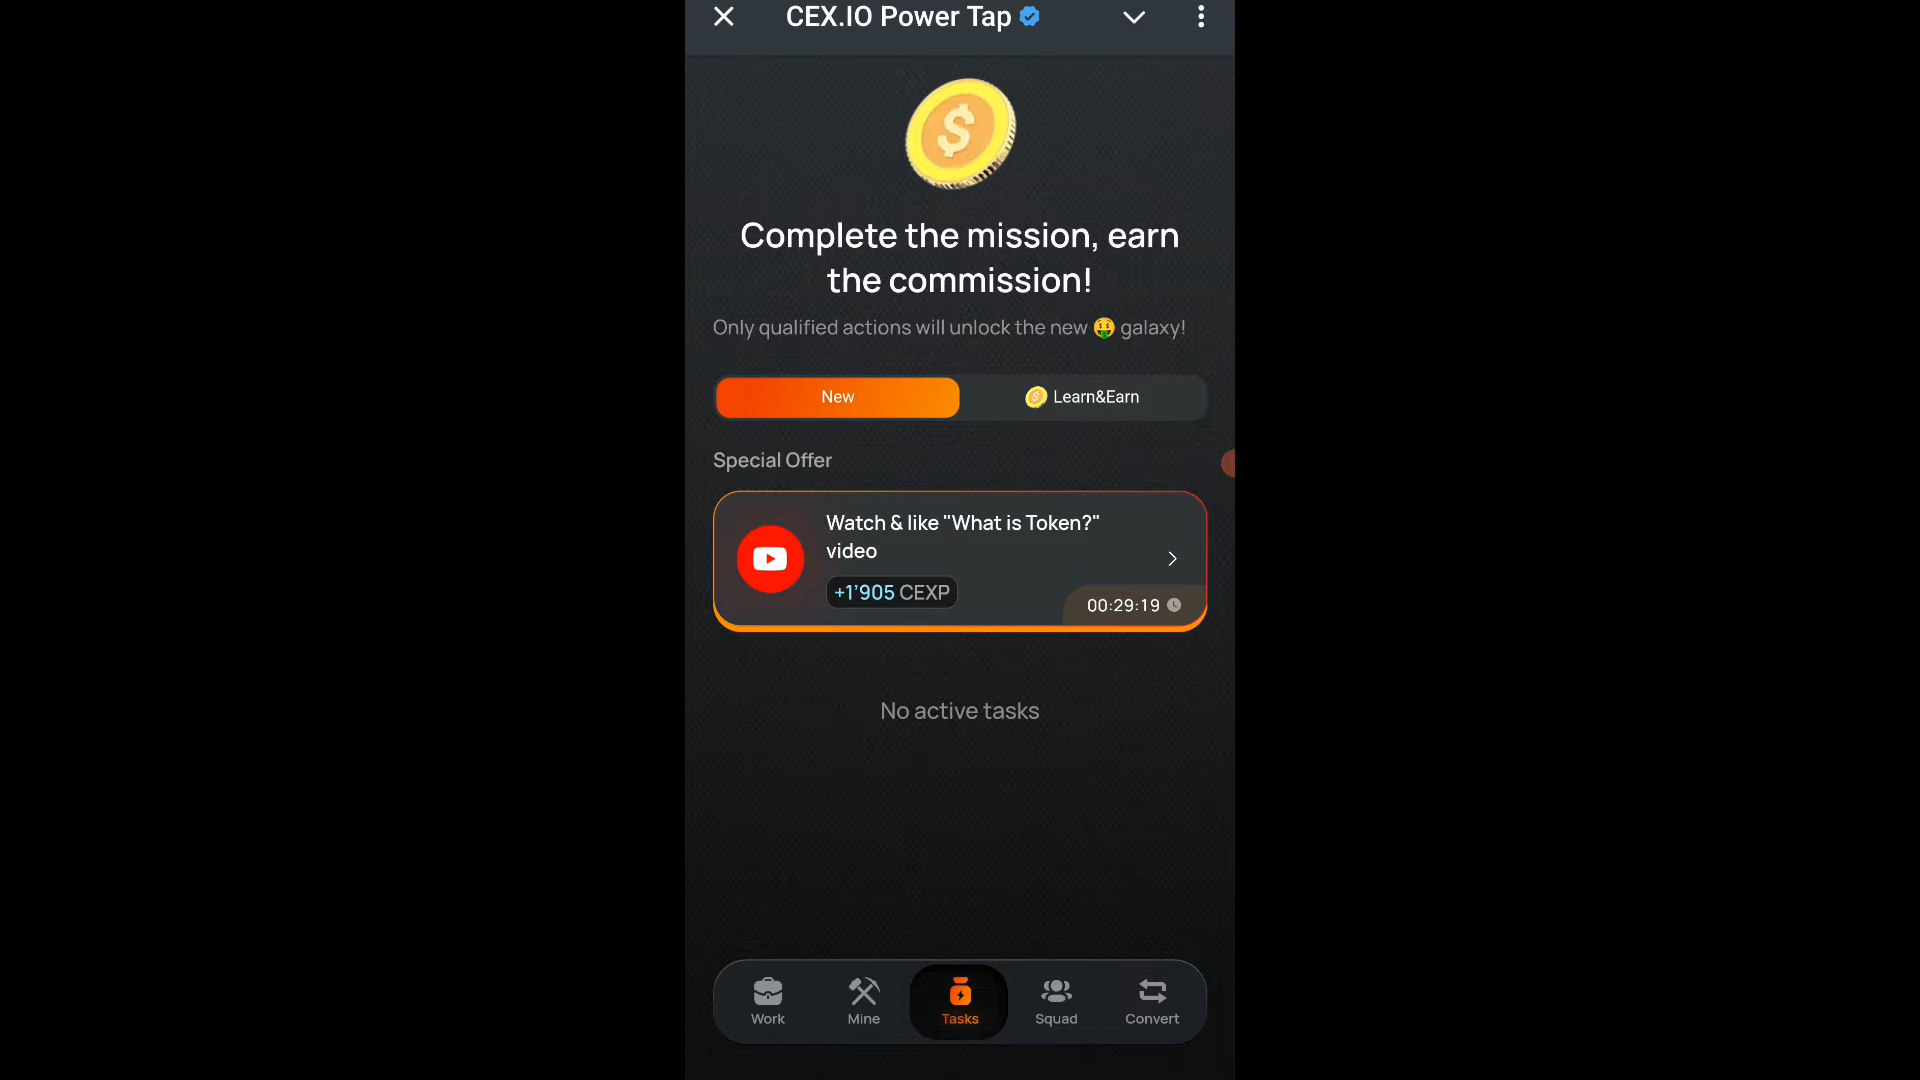 CEX.IO Power Tap
Complete the mission, earn
the commission!
Only qualified actions will unlock the new 🤑 galaxy!
New
Learn&Earn
Special Offer
Watch & like "What is Token?"
video
+1'905 CEXP
00:29:19
No active tasks
Work
Mine
Tasks
Squad
Convert